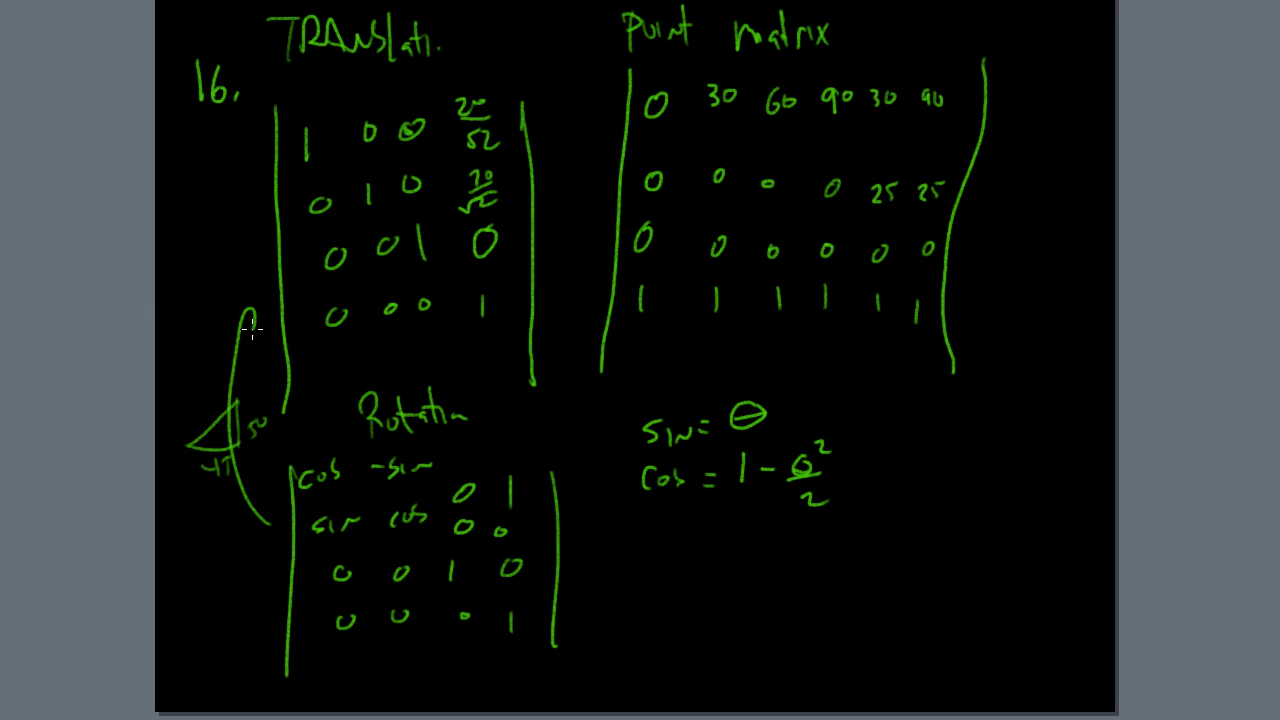 TRANslati.
Point matrix
16.
1 0 0 20/√2
0 1 0 20/√2
0 0 1 0
0 0 0 1
0 30 60 90 30 90
0 0 0 0 25 25
0 0 0 0 0 0
1 1 1 1 1 1
Rotation
cos -sin 0 1
sin cos 0 0
0 0 1 0
0 0 0 1
50
SIN = θ
Cos = 1 - θ²/2